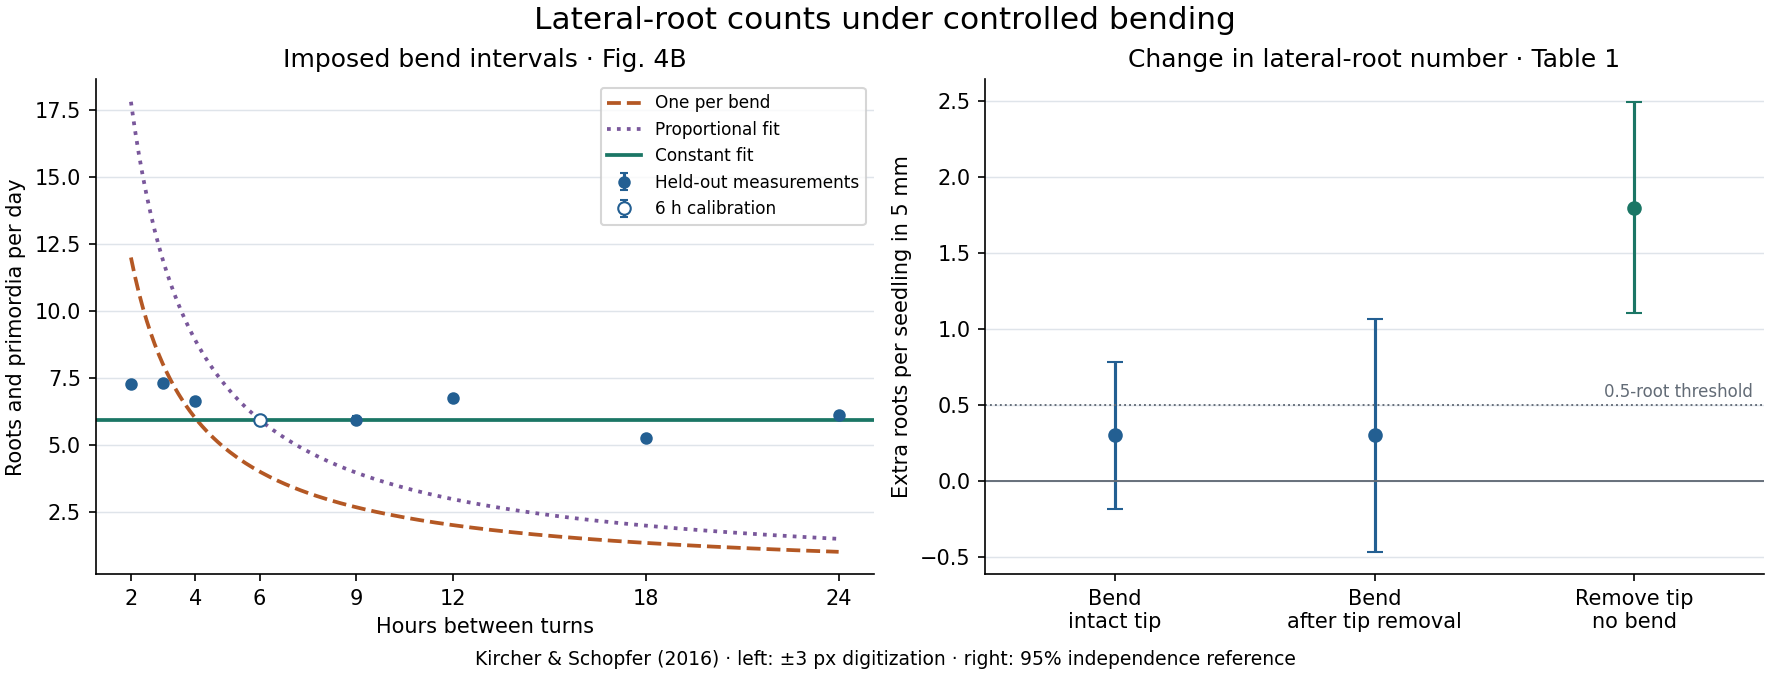 Lateral-root counts under controlled bending
Imposed bend intervals · Fig. 4B
Roots and primordia per day
17.5
15.0
12.5
10.0
7.5
5.0
2.5
One per bend
Proportional fit
Constant fit
Held-out measurements
6 h calibration
2 4 6 9 12 18 24
Hours between turns
Change in lateral-root number · Table 1
Extra roots per seedling in 5 mm
2.5
2.0
1.5
1.0
0.5
0.0
−0.5
0.5-root threshold
Bend
intact tip
Bend
after tip removal
Remove tip
no bend
Kircher & Schopfer (2016) · left: ±3 px digitization · right: 95% independence reference